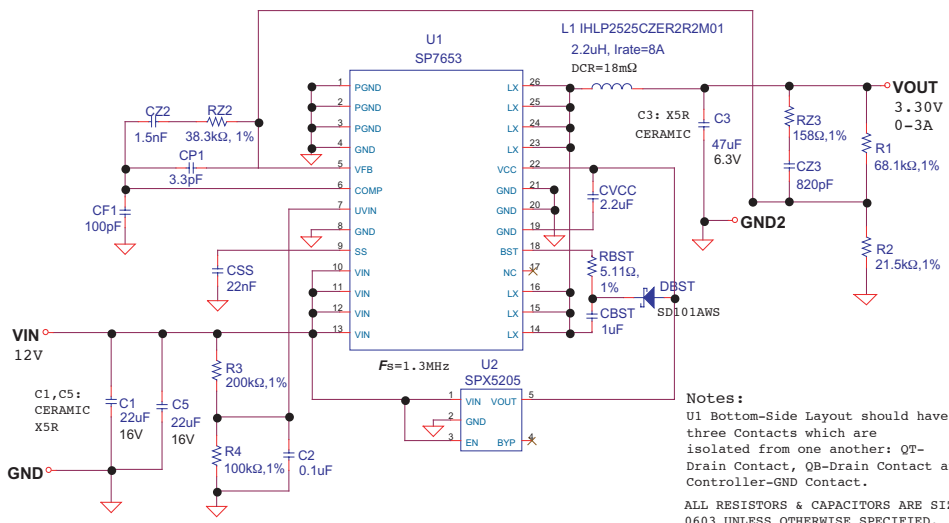 L1 IHLP2525CZER2R2M01
2.2uH, Irate=8A
DCR=18mΩ
U1
SP7653
1 PGND
2 PGND
3 PGND
4 GND
5 VFB
6 COMP
7 UVIN
8 GND
9 SS
10 VIN
11 VIN
12 VIN
13 VIN
LX 26
LX 25
LX 24
LX 23
VCC 22
GND 21
GND 20
GND 19
BST 18
NC 17
LX 16
LX 15
LX 14
CZ2
1.5nF
RZ2
38.3kΩ, 1%
CP1
3.3pF
CF1
100pF
CSS
22nF
C3: X5R
CERAMIC
C3
47uF
6.3V
RZ3
158Ω,1%
CZ3
820pF
R1
68.1kΩ,1%
R2
21.5kΩ,1%
VOUT
3.30V
0-3A
GND2
CVCC
2.2uF
RBST
5.11Ω,
1%
DBST
SD101AWS
CBST
1uF
VIN
12V
GND
C1,C5:
CERAMIC
X5R
C1
22uF
16V
C5
22uF
16V
R3
200kΩ,1%
R4
100kΩ,1%
C2
0.1uF
Fs=1.3MHz
U2
SPX5205
1 VIN
2 GND
3 EN
VOUT 5
BYP 4
Notes:
U1 Bottom-Side Layout should have
three Contacts which are
isolated from one another: QT-
Drain Contact, QB-Drain Contact a
Controller-GND Contact.
ALL RESISTORS & CAPACITORS ARE SI
0603 UNLESS OTHERWISE SPECIFIED